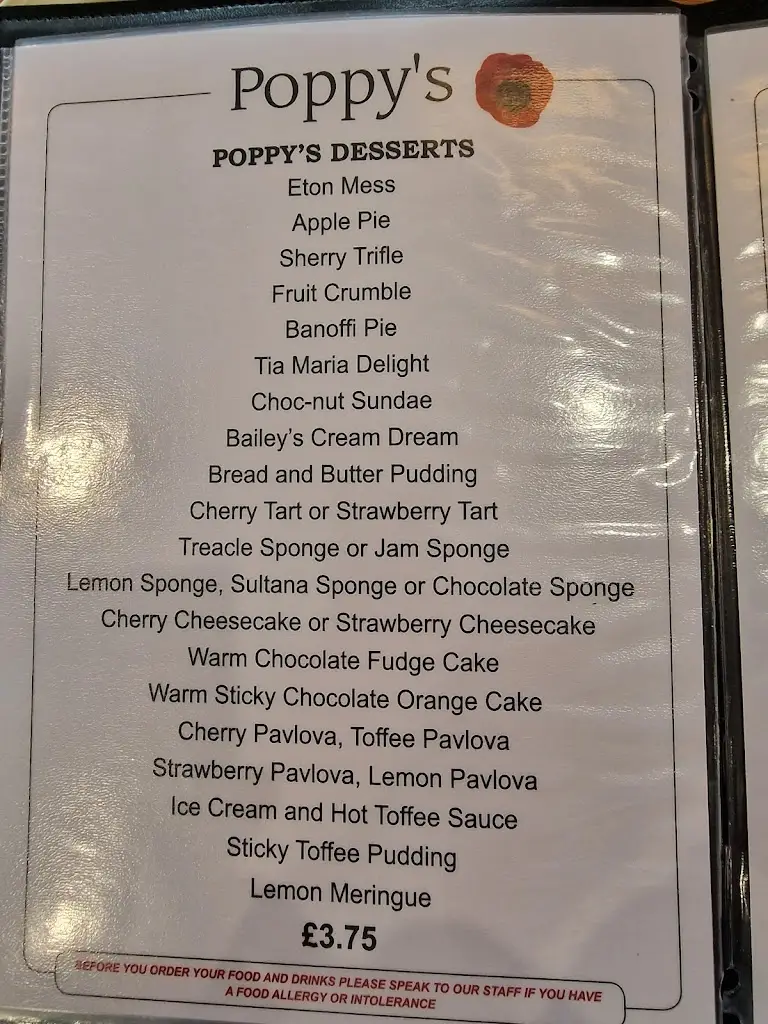 Poppy's
POPPY'S DESSERTS
Eton Mess
Apple Pie
Sherry Trifle
Fruit Crumble
Banoffi Pie
Tia Maria Delight
Choc-nut Sundae
Bailey's Cream Dream
Bread and Butter Pudding
Cherry Tart or Strawberry Tart
Treacle Sponge or Jam Sponge
Lemon Sponge, Sultana Sponge or Chocolate Sponge
Cherry Cheesecake or Strawberry Cheesecake
Warm Chocolate Fudge Cake
Warm Sticky Chocolate Orange Cake
Cherry Pavlova, Toffee Pavlova
Strawberry Pavlova, Lemon Pavlova
Ice Cream and Hot Toffee Sauce
Sticky Toffee Pudding
Lemon Meringue
£3.75
BEFORE YOU ORDER YOUR FOOD AND DRINKS PLEASE SPEAK TO OUR STAFF IF YOU HAVE
A FOOD ALLERGY OR INTOLERANCE